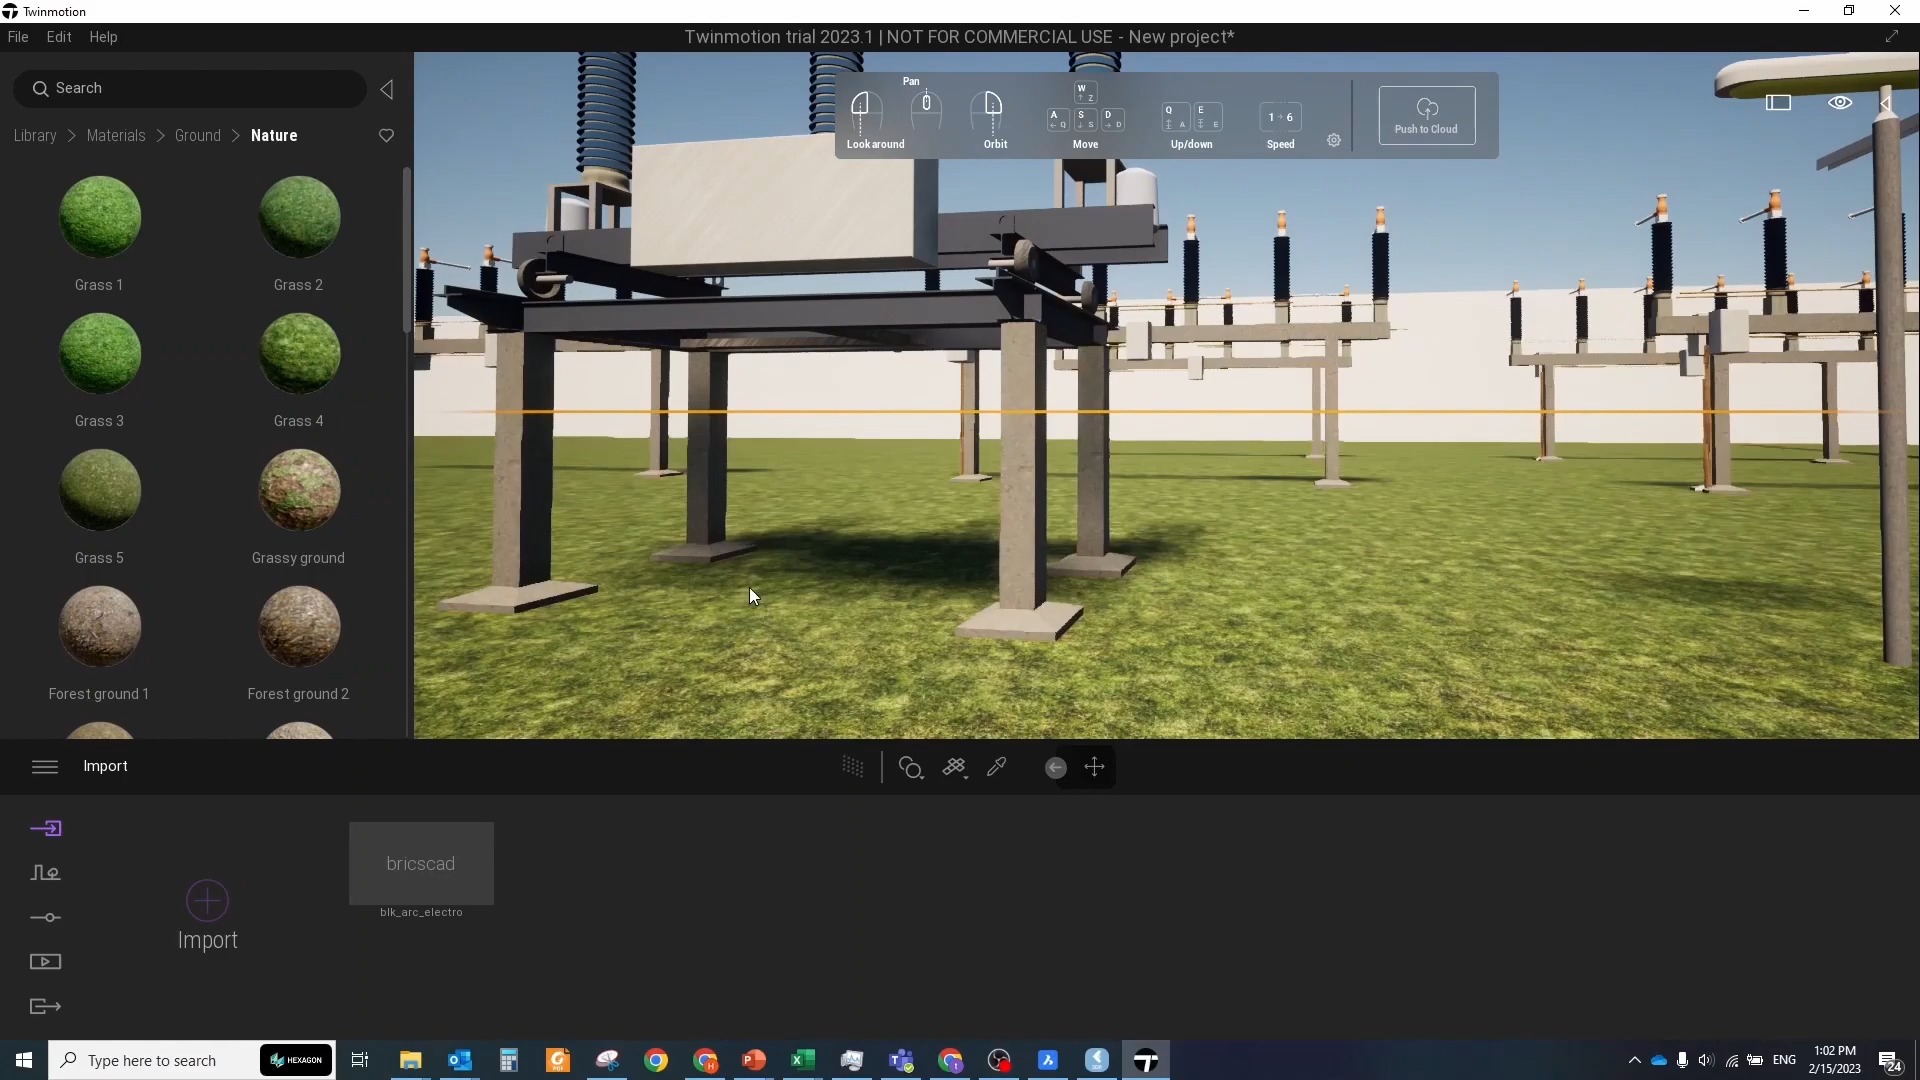 Twinmotion
File Edit Help
Twinmotion trial 2023.1 | NOT FOR COMMERCIAL USE - New project*
Search
Library > Materials > Ground > Nature
Grass 1
Grass 2
Grass 3
Grass 4
Grass 5
Grassy ground
Forest ground 1
Forest ground 2
Pan
Look around
Orbit
W Z
A Q S S D D
Move
Q A E E
Up/down
1 6
Speed
Push to Cloud
Import
Import
bricscad
blk_arc_electro
Type here to search
HEXAGON
ENG
1:02 PM
2/15/2023
24